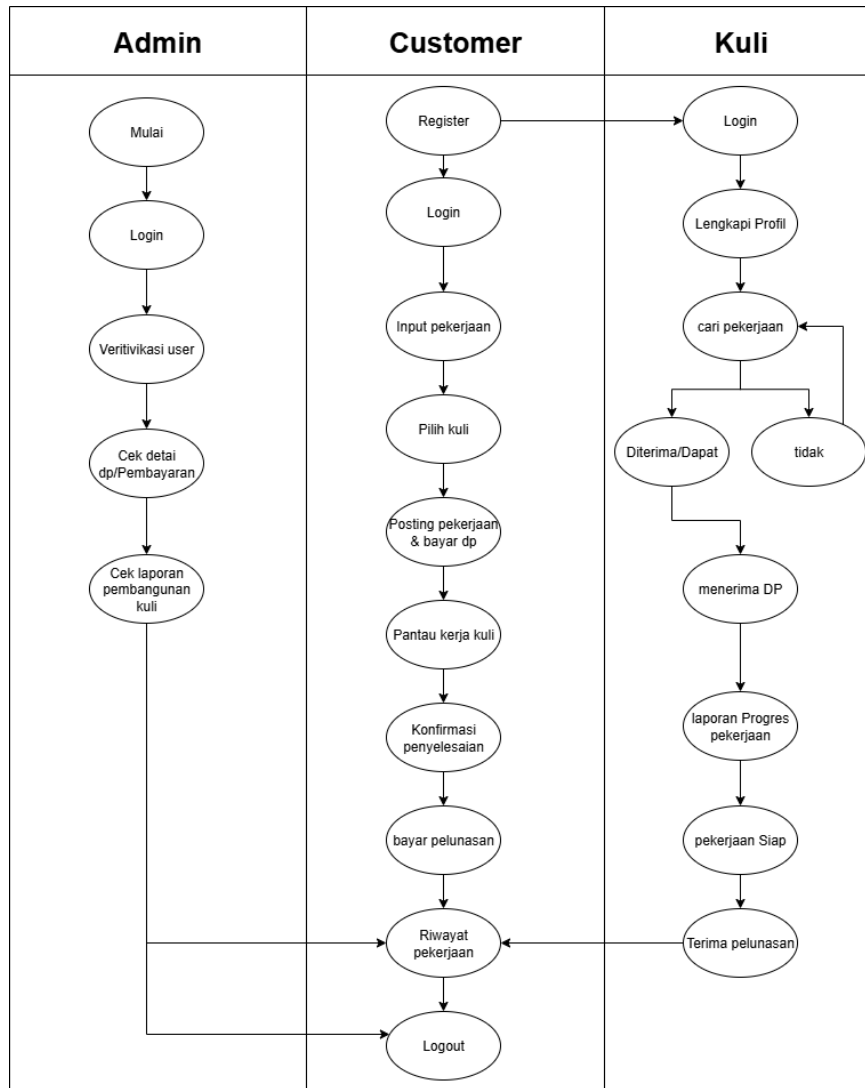 Admin
Customer
Kuli
Mulai
Login
Veritivikasi user
Cek detai
dp/Pembayaran
Cek laporan
pembangunan
kuli
Register
Login
Input pekerjaan
Pilih kuli
Posting pekerjaan
& bayar dp
Pantau kerja kuli
Konfirmasi
penyelesaian
bayar pelunasan
Riwayat
pekerjaan
Logout
Login
Lengkapi Profil
cari pekerjaan
Diterima/Dapat
tidak
menerima DP
laporan Progres
pekerjaan
pekerjaan Siap
Terima pelunasan